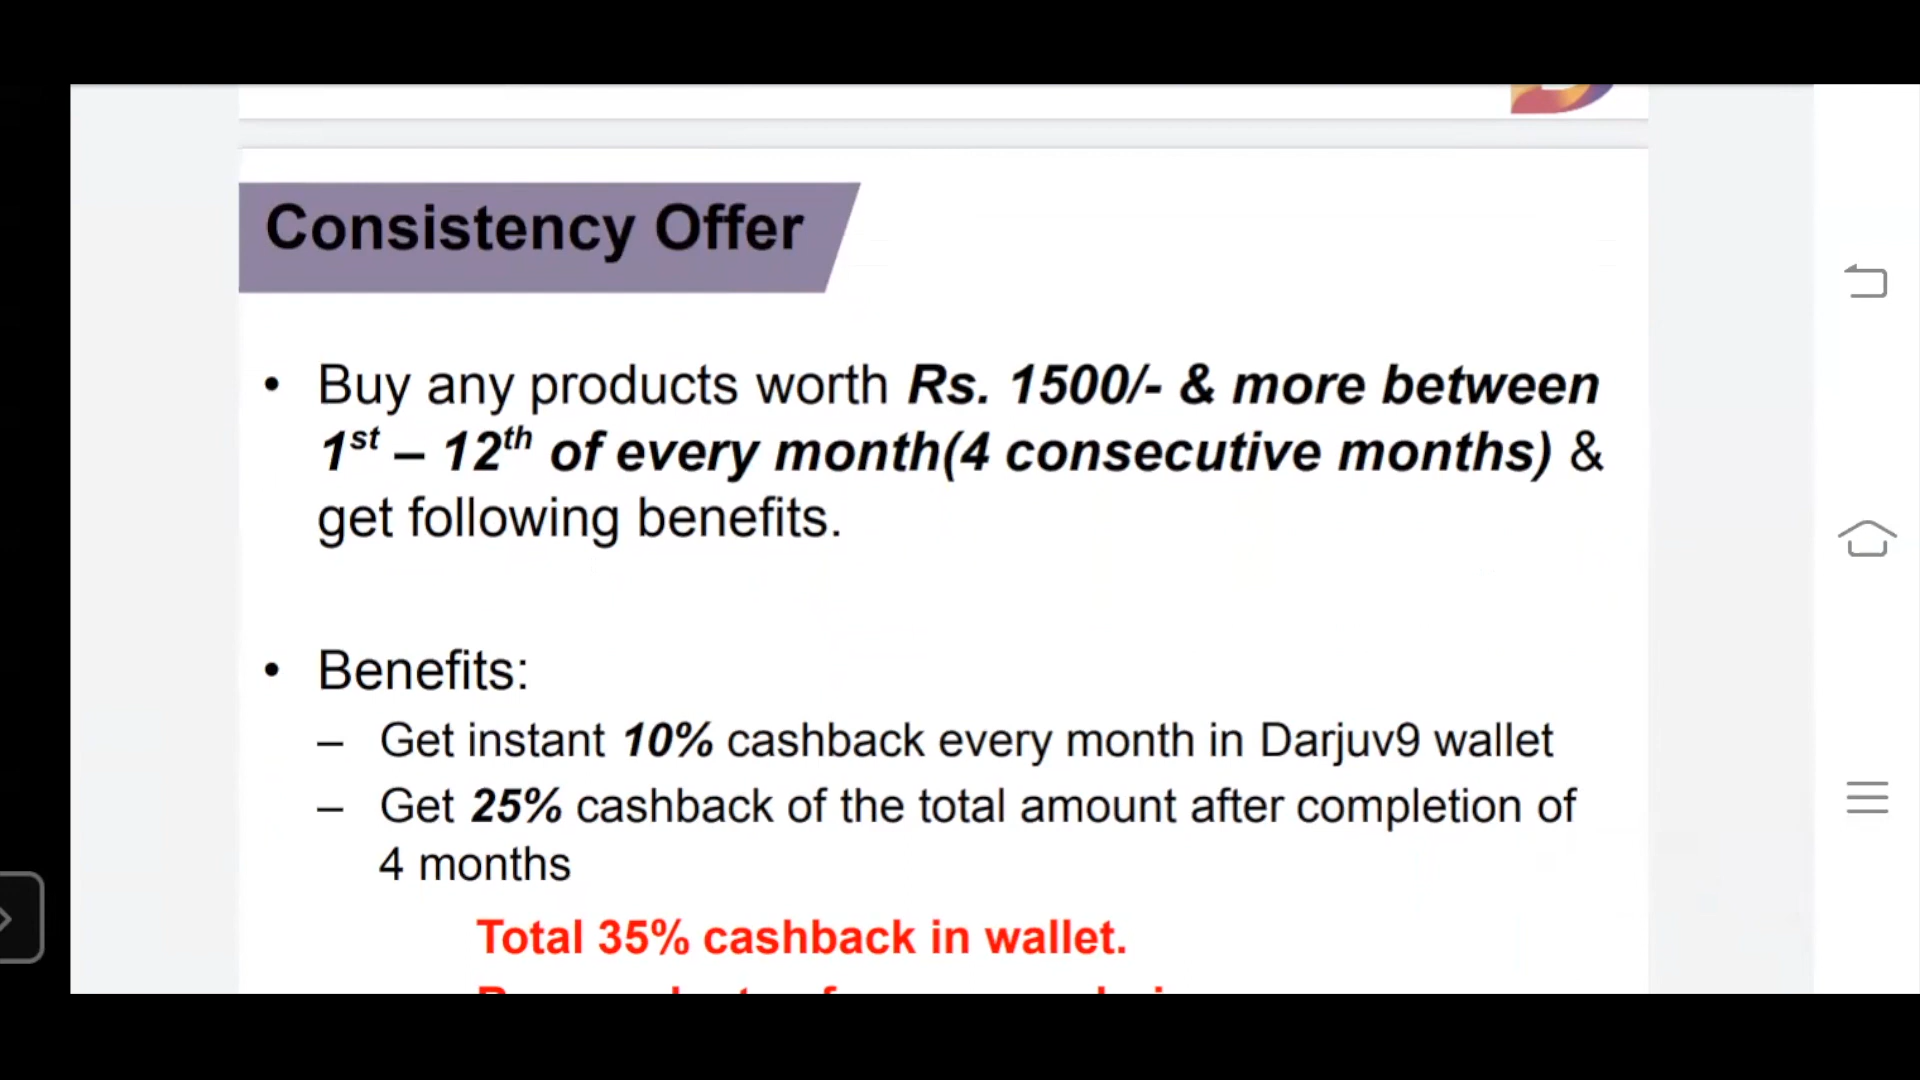 Consistency Offer
• Buy any products worth Rs. 1500/- & more between
1st – 12th of every month(4 consecutive months) &
get following benefits.
• Benefits:
– Get instant 10% cashback every month in Darjuv9 wallet
– Get 25% cashback of the total amount after completion of
4 months
Total 35% cashback in wallet.